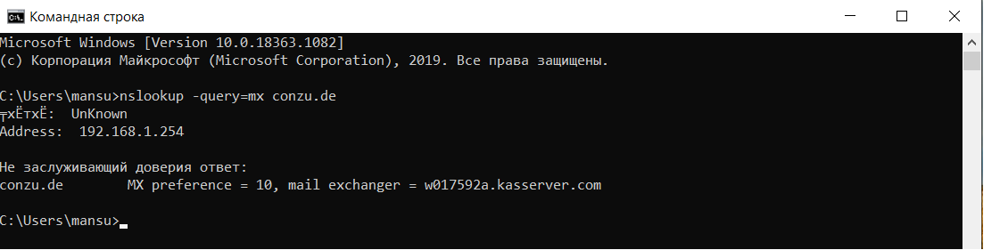 Командная строка
Microsoft Windows [Version 10.0.18363.1082]
(c) Корпорация Майкрософт (Microsoft Corporation), 2019. Все права защищены.
C:\Users\mansu>nslookup -query=mx conzu.de
╤хЁтхЁ:  UnKnown
Address:  192.168.1.254
Не заслуживающий доверия ответ:
conzu.de        MX preference = 10, mail exchanger = w017592a.kasserver.com
C:\Users\mansu>